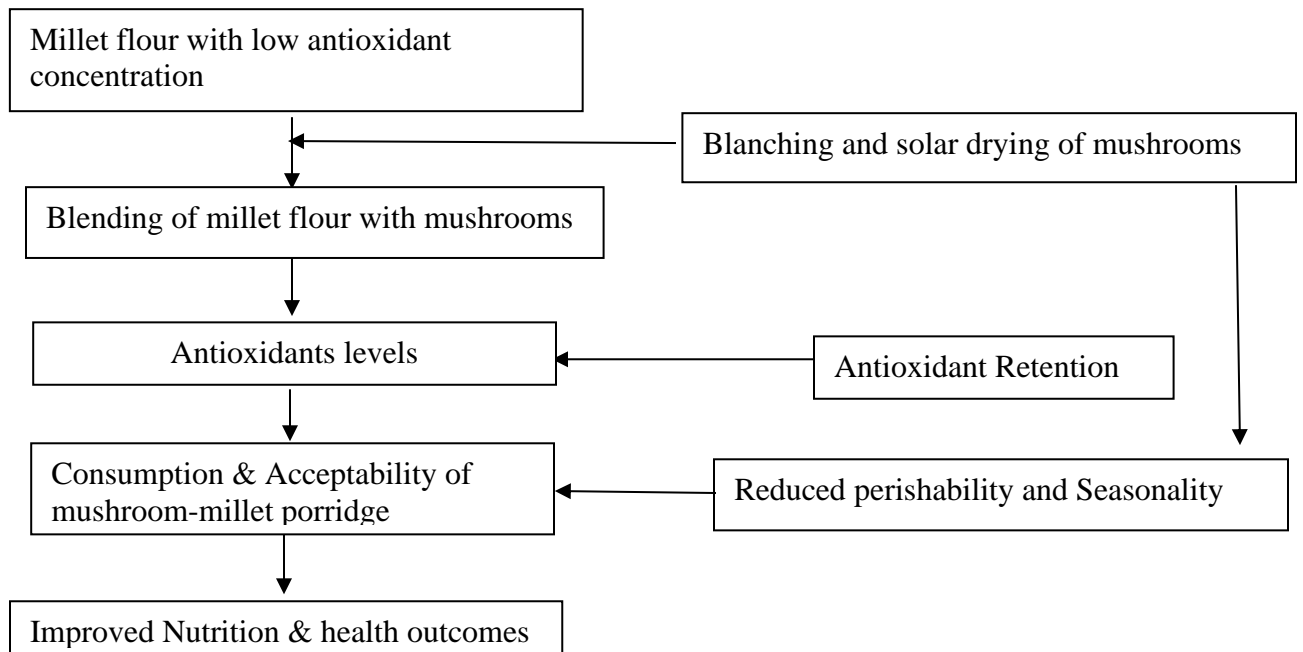 Millet flour with low antioxidant
concentration
Blanching and solar drying of mushrooms
Blending of millet flour with mushrooms
Antioxidants levels
Antioxidant Retention
Consumption & Acceptability of
mushroom-millet porridge
Reduced perishability and Seasonality
Improved Nutrition & health outcomes